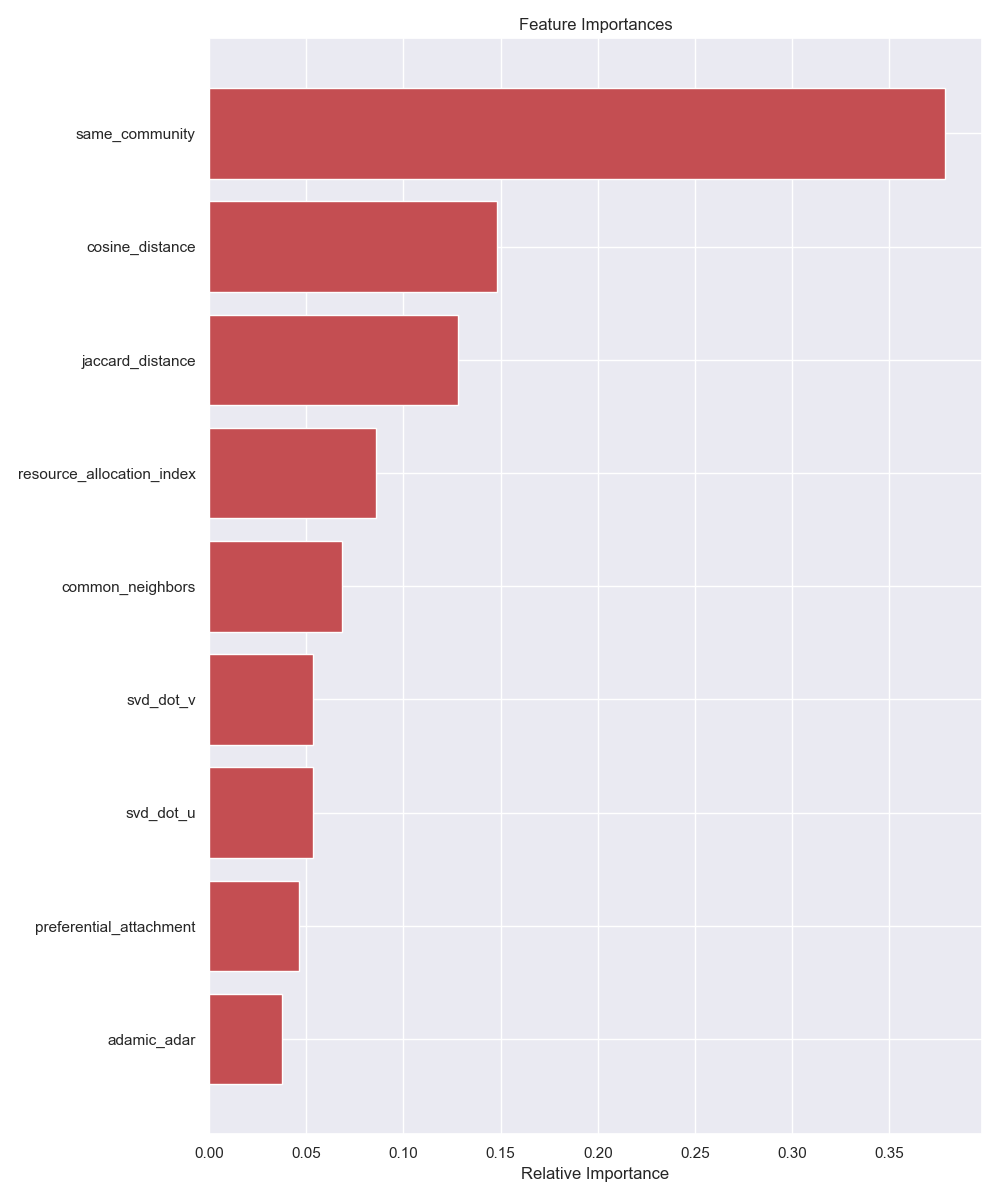 Feature Importances
same_community
cosine_distance
jaccard_distance
resource_allocation_index
common_neighbors
svd_dot_v
svd_dot_u
preferential_attachment
adamic_adar
0.00 0.05 0.10 0.15 0.20 0.25 0.30 0.35
Relative Importance